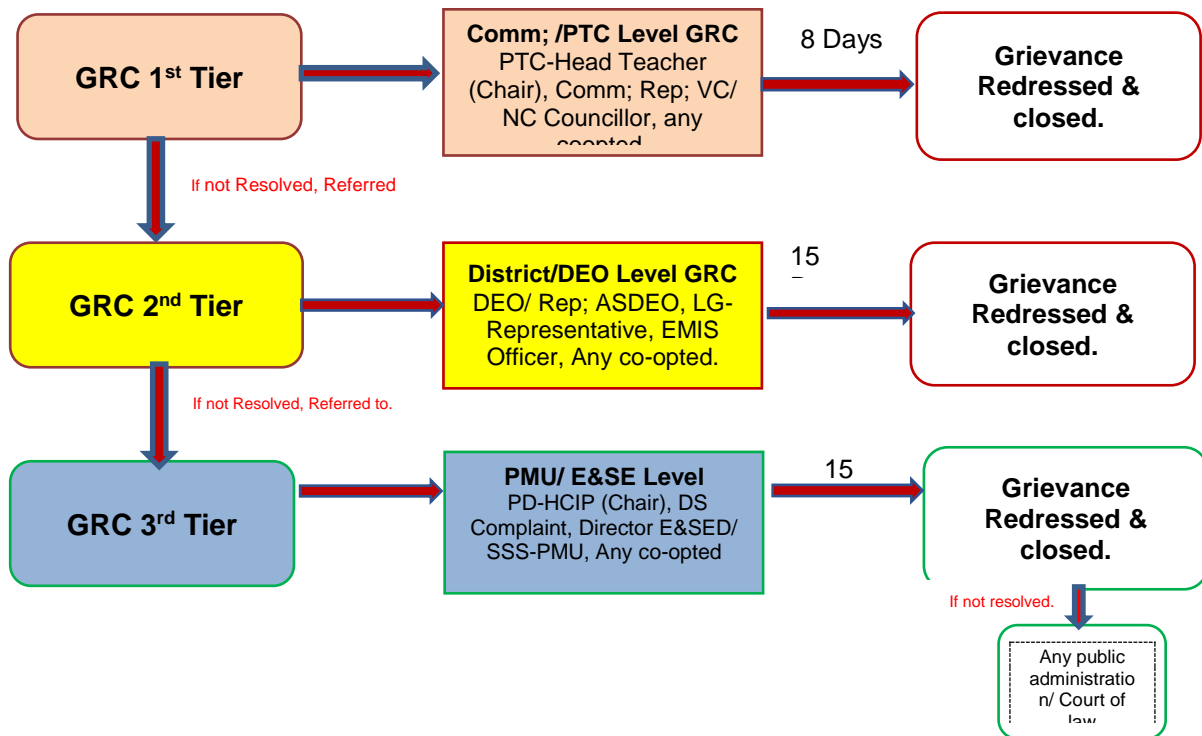 GRC 1st Tier
Comm; /PTC Level GRC
PTC-Head Teacher
(Chair), Comm; Rep; VC/
NC Councillor, any
coopted
8 Days
Grievance
Redressed &
closed.
If not Resolved, Referred
GRC 2nd Tier
District/DEO Level GRC
DEO/ Rep; ASDEO, LG-
Representative, EMIS
Officer, Any co-opted.
15
Grievance
Redressed &
closed.
If not Resolved, Referred to.
GRC 3rd Tier
PMU/ E&SE Level
PD-HCIP (Chair), DS
Complaint, Director E&SED/
SSS-PMU, Any co-opted
15
Grievance
Redressed &
closed.
If not resolved.
Any public
administratio
n/ Court of
law